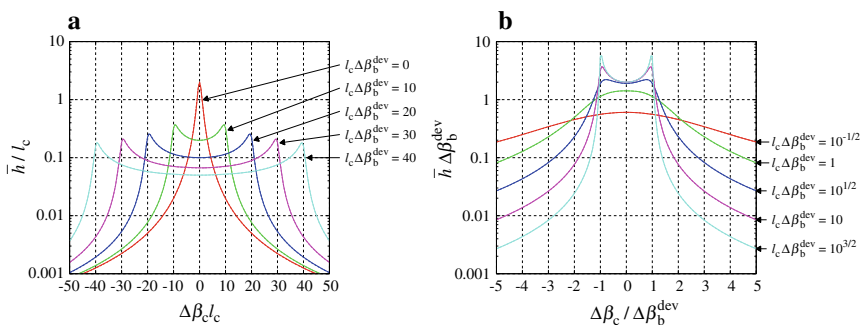 a
h̄ / l_c
10
1
0.1
0.01
0.001
-50 -40 -30 -20 -10 0 10 20 30 40 50
Δβ_c l_c
l_c Δβ_b^dev = 0
l_c Δβ_b^dev = 10
l_c Δβ_b^dev = 20
l_c Δβ_b^dev = 30
l_c Δβ_b^dev = 40
b
h̄ Δβ_b^dev
10
1
0.1
0.01
0.001
-5 -4 -3 -2 -1 0 1 2 3 4 5
Δβ_c / Δβ_b^dev
l_c Δβ_b^dev = 10^-1/2
l_c Δβ_b^dev = 1
l_c Δβ_b^dev = 10^1/2
l_c Δβ_b^dev = 10
l_c Δβ_b^dev = 10^3/2